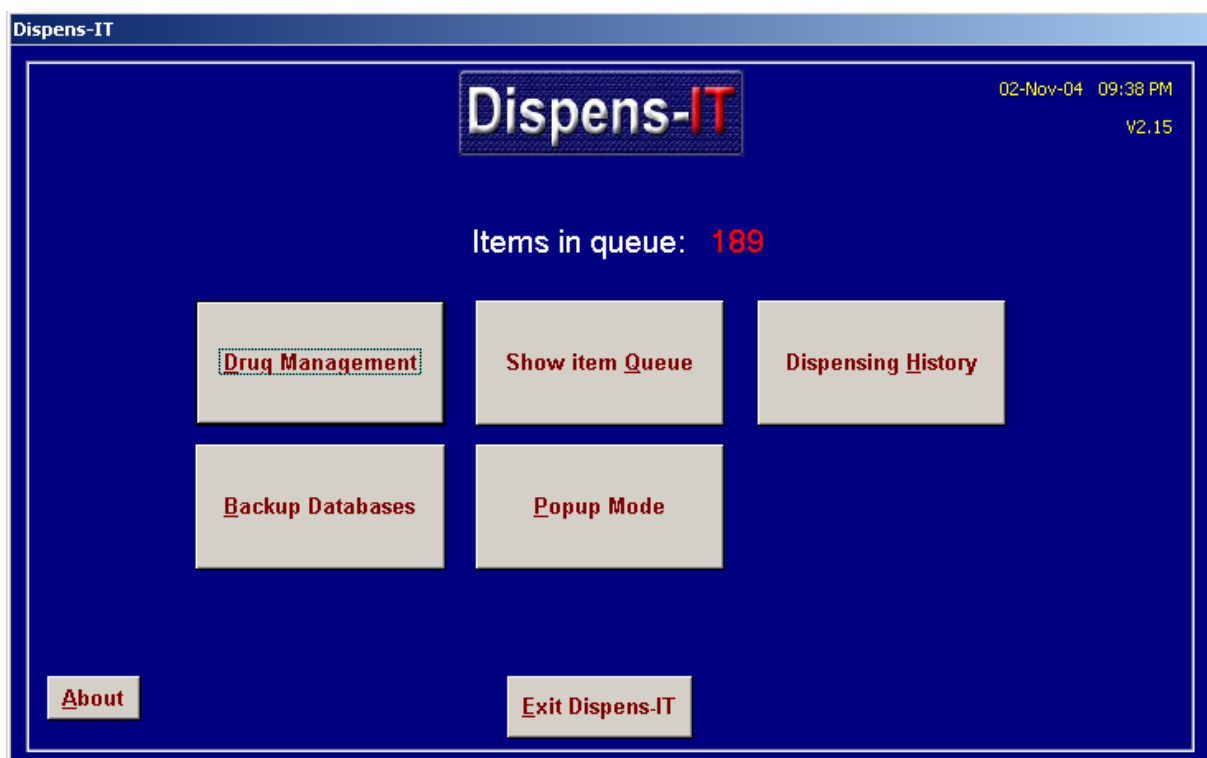 Dispens-IT
Dispens-IT
02-Nov-04 09:38 PM
V2.15
Items in queue: 189
Drug Management
Show item Queue
Dispensing History
Backup Databases
Popup Mode
About
Exit Dispens-IT